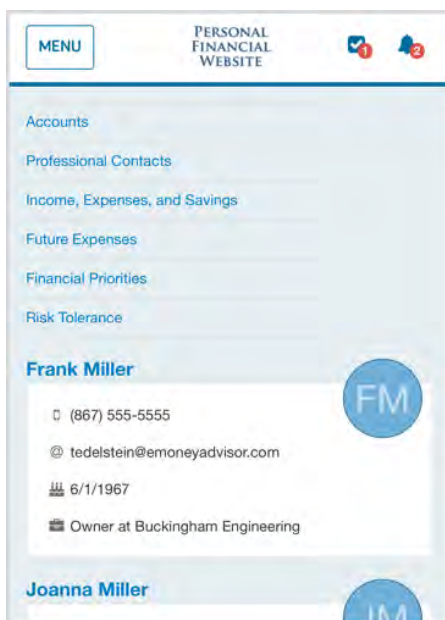 MENU
PERSONAL
FINANCIAL
WEBSITE
1
2
Accounts
Professional Contacts
Income, Expenses, and Savings
Future Expenses
Financial Priorities
Risk Tolerance
Frank Miller
FM
(867) 555-5555
@ tedelstein@emoneyadvisor.com
6/1/1967
Owner at Buckingham Engineering
Joanna Miller
JM